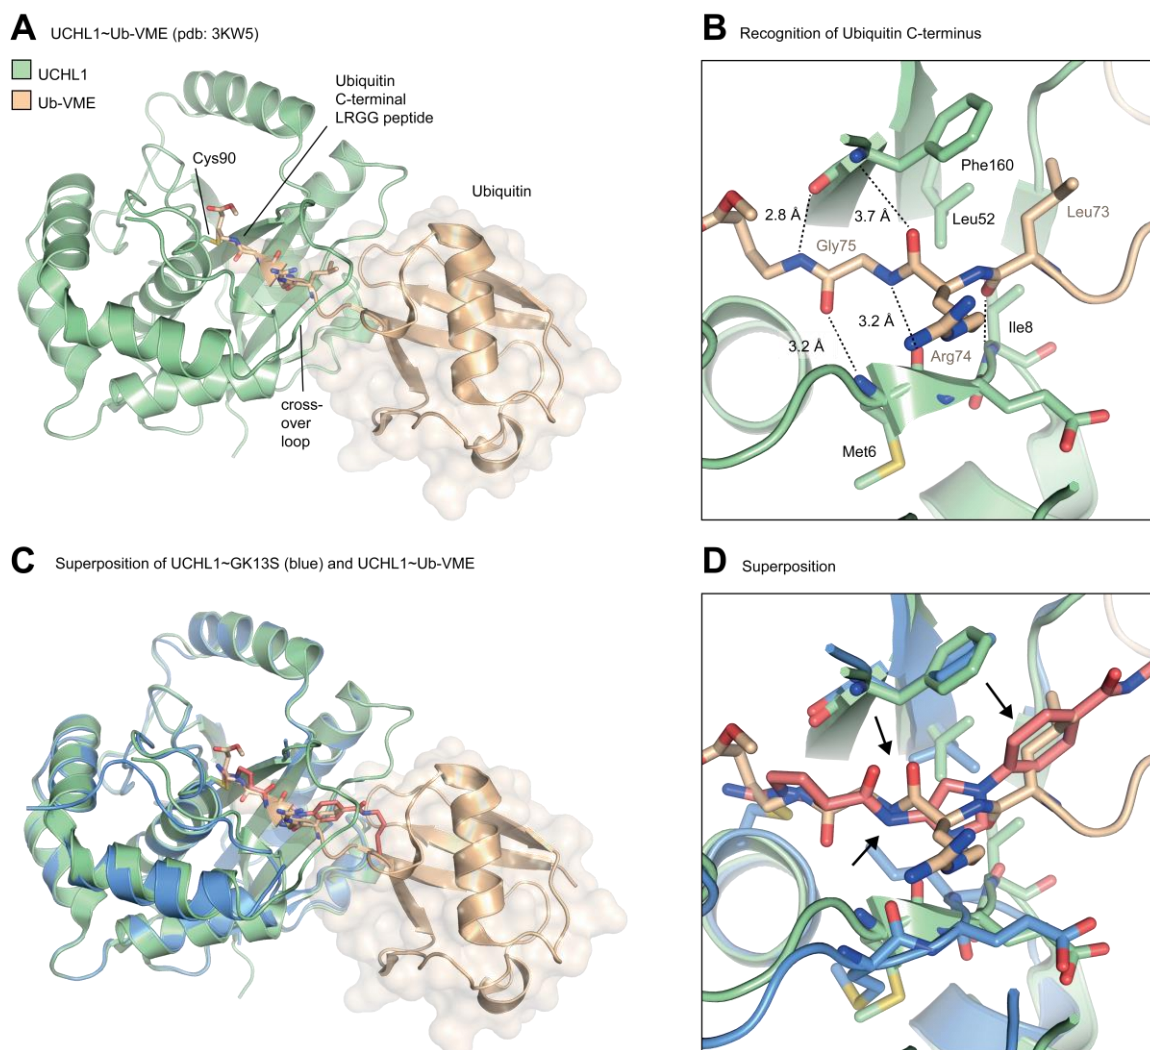 A UCHL1~Ub-VME (pdb: 3KW5)
UCHL1
Ub-VME
Ubiquitin
C-terminal
LRGG peptide
Cys90
Ubiquitin
cross-
over
loop
B Recognition of Ubiquitin C-terminus
Phe160
2.8 Å
3.7 Å
Leu52
Leu73
Gly75
3.2 Å
Ile8
3.2 Å
Arg74
Met6
C Superposition of UCHL1~GK13S (blue) and UCHL1~Ub-VME
D Superposition